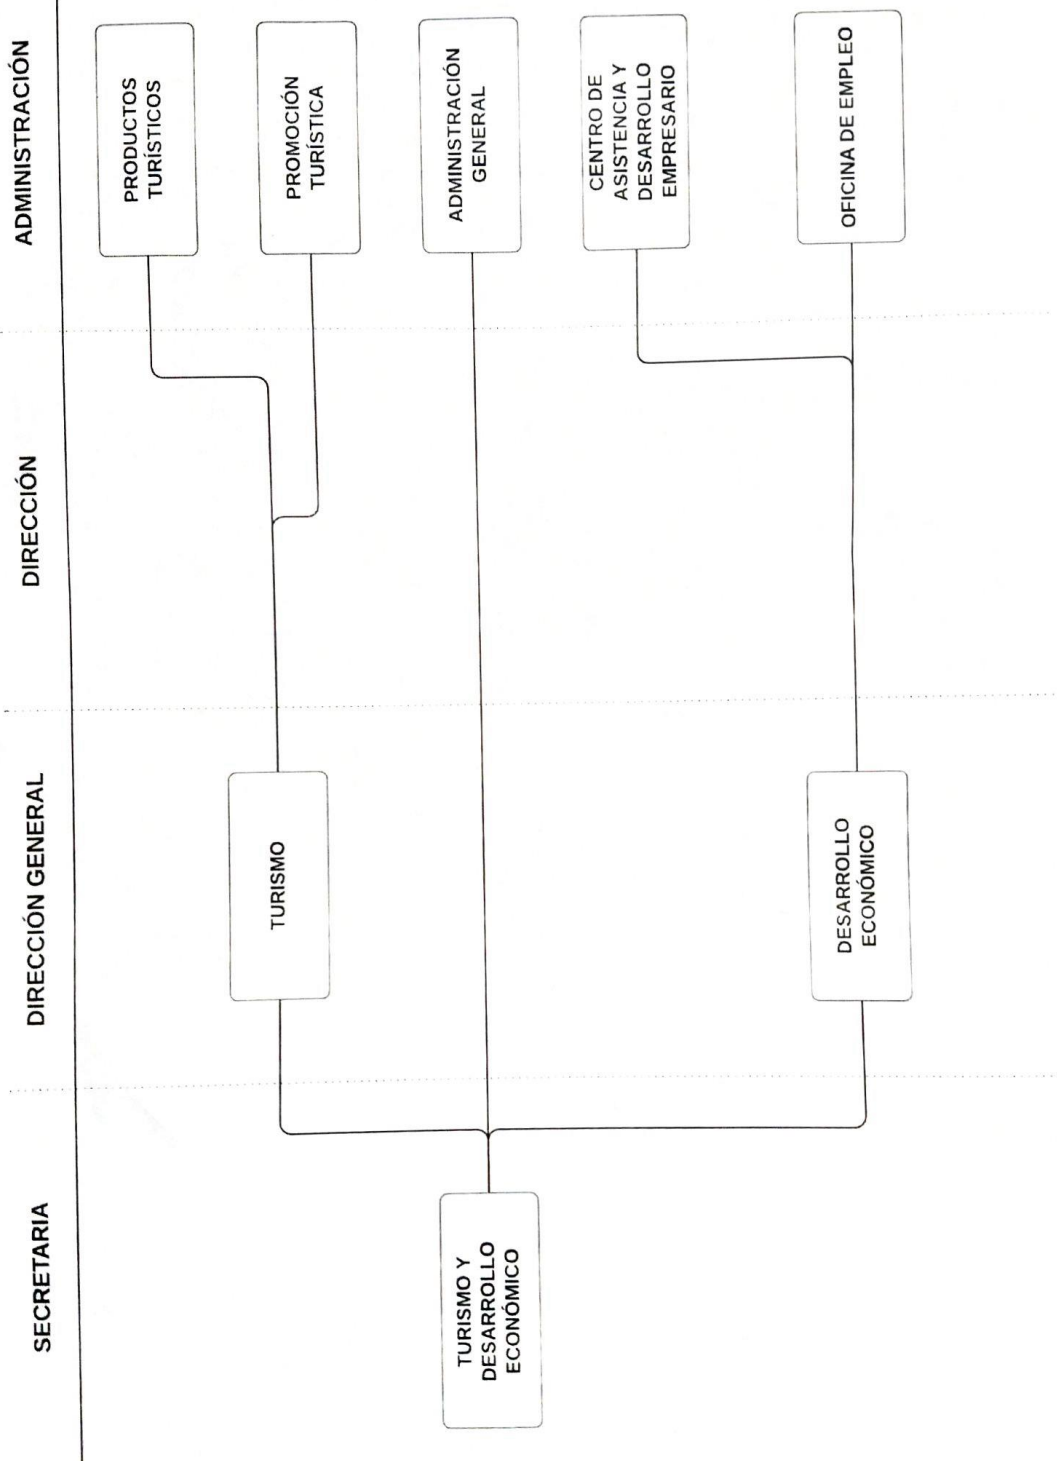 SECRETARIA
DIRECCIÓN GENERAL
DIRECCIÓN
ADMINISTRACIÓN
TURISMO Y
DESARROLLO
ECONÓMICO
TURISMO
DESARROLLO
ECONÓMICO
PRODUCTOS
TURÍSTICOS
PROMOCIÓN
TURÍSTICA
ADMINISTRACIÓN
GENERAL
CENTRO DE
ASISTENCIA Y
DESARROLLO
EMPRESARIO
OFICINA DE EMPLEO